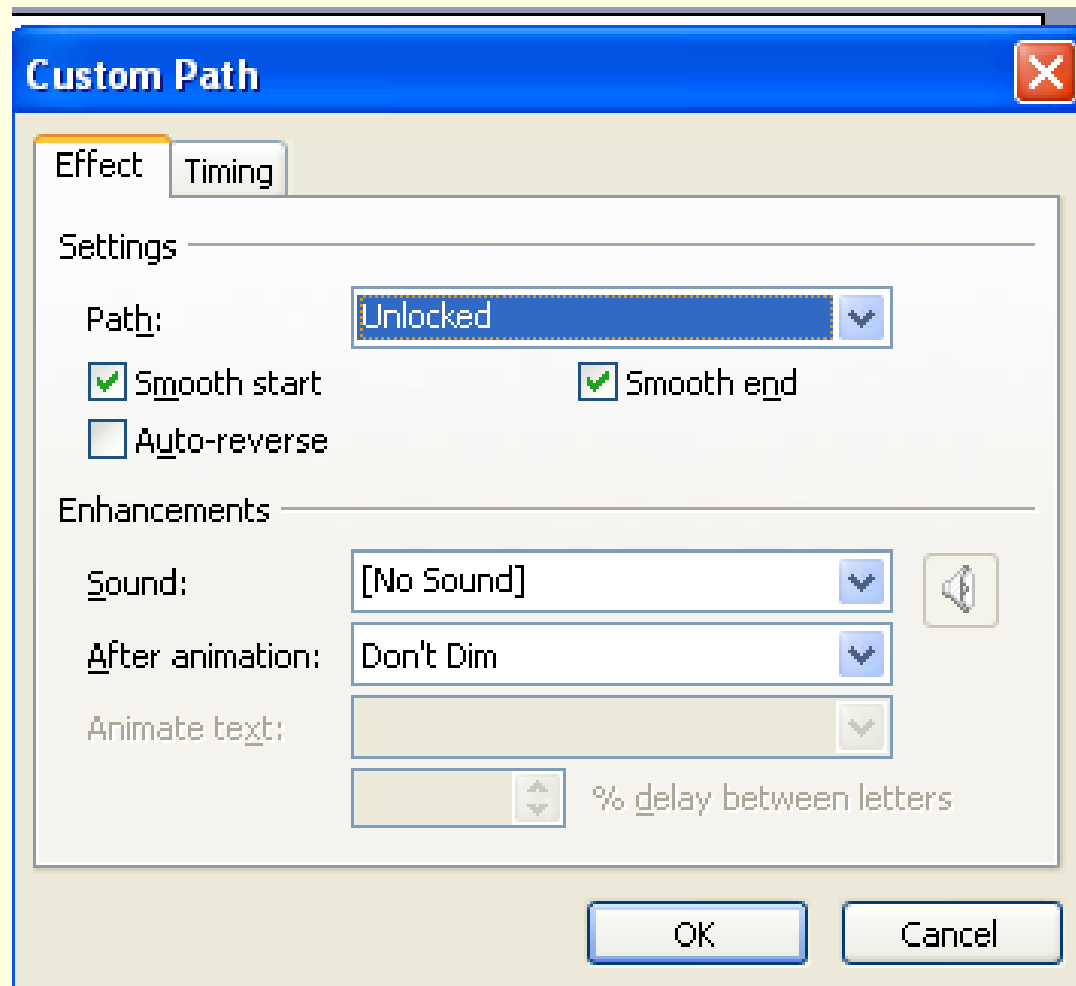 Custom Path
Effect Timing
Settings
Path: Unlocked
Smooth start Smooth end
Auto-reverse
Enhancements
Sound: [No Sound]
After animation: Don't Dim
Animate text:
% delay between letters
OK Cancel